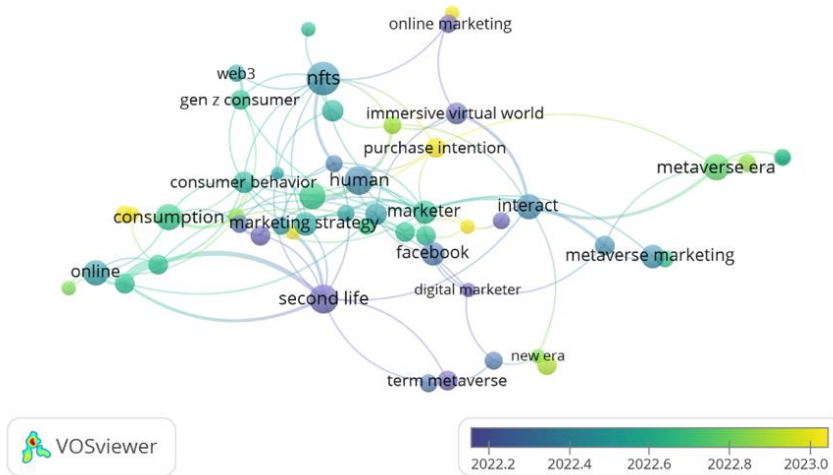 online marketing
web3
nfts
gen z consumer
immersive virtual world
purchase intention
metaverse era
consumer behavior
human
consumption
marketing strategy
marketer
interact
facebook
metaverse marketing
online
second life
digital marketer
new era
term metaverse
VOSviewer
2022.2 2022.4 2022.6 2022.8 2023.0